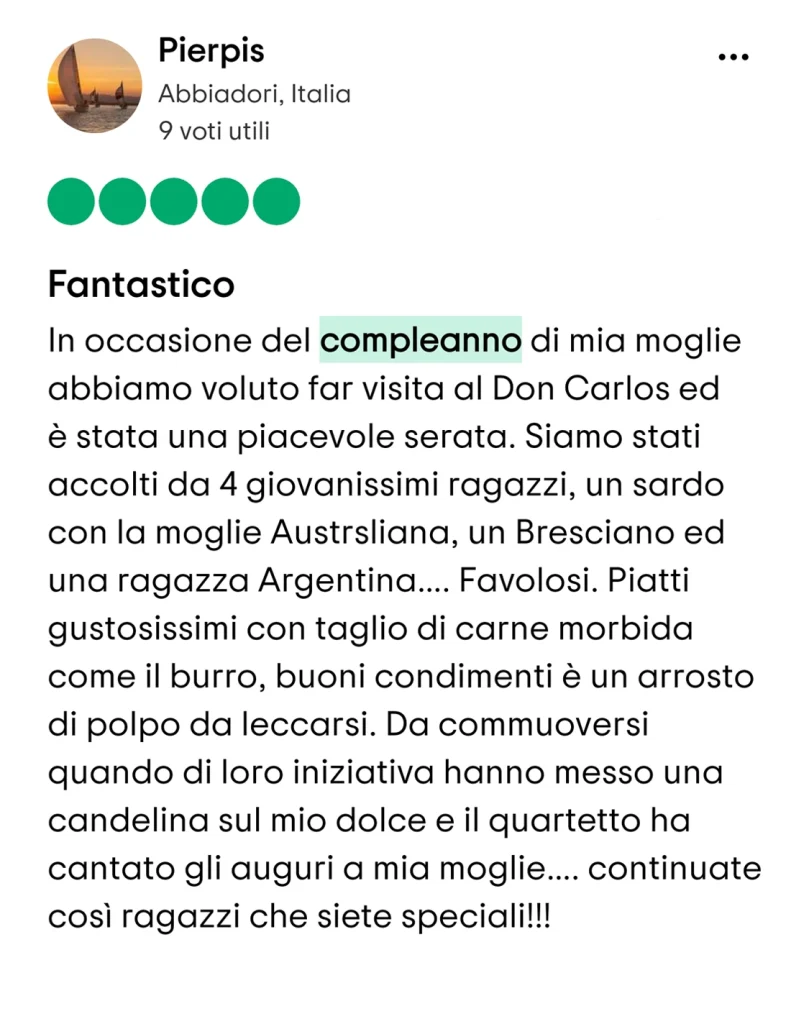 Pierpis
Abbiadori, Italia
9 voti utili
Fantastico
In occasione del compleanno di mia moglie
abbiamo voluto far visita al Don Carlos ed
è stata una piacevole serata. Siamo stati
accolti da 4 giovanissimi ragazzi, un sardo
con la moglie Austrsliana, un Bresciano ed
una ragazza Argentina.... Favolosi. Piatti
gustosissimi con taglio di carne morbida
come il burro, buoni condimenti è un arrosto
di polpo da leccarsi. Da commuoversi
quando di loro iniziativa hanno messo una
candelina sul mio dolce e il quartetto ha
cantato gli auguri a mia moglie.... continuate
così ragazzi che siete speciali!!!